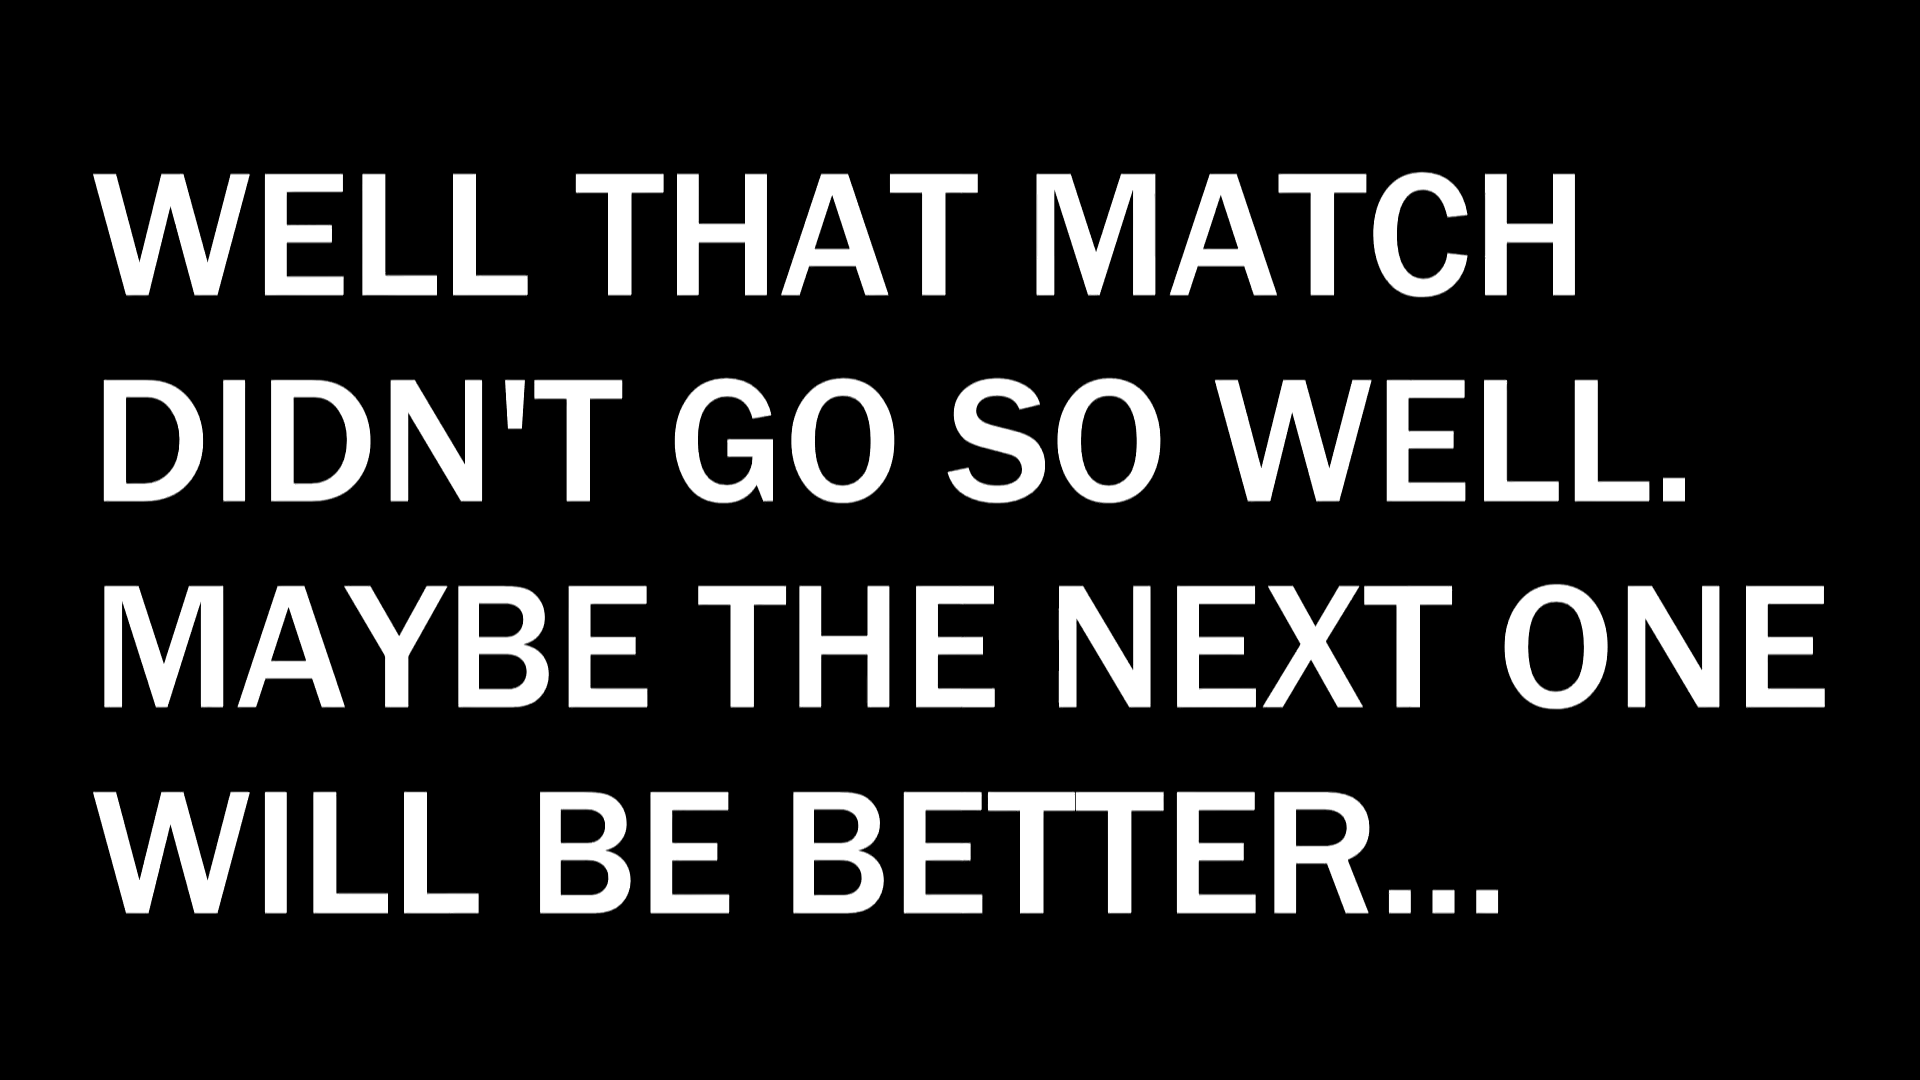 WELL THAT MATCH
DIDN'T GO SO WELL.
MAYBE THE NEXT ONE
WILL BE BETTER...